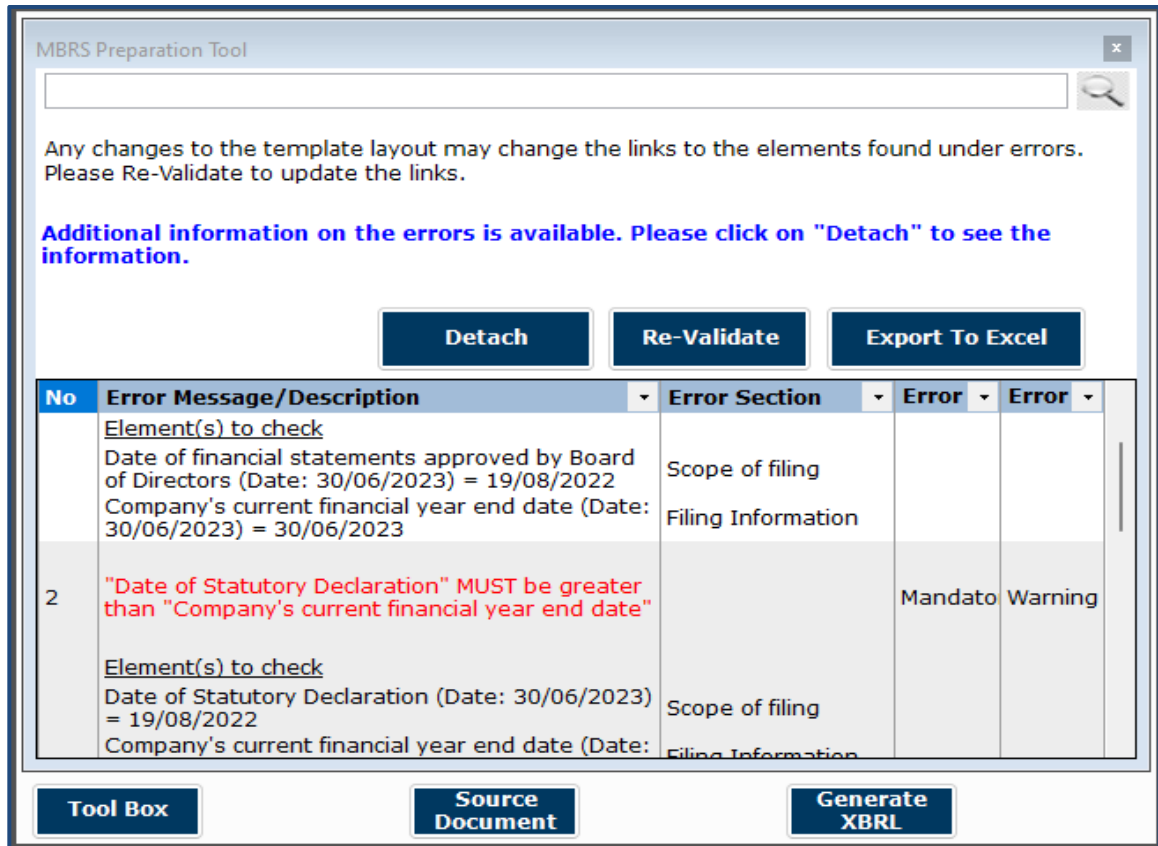 MBRS Preparation Tool
x
Any changes to the template layout may change the links to the elements found under errors.
Please Re-Validate to update the links.
Additional information on the errors is available. Please click on "Detach" to see the
information.
Detach
Re-Validate
Export To Excel
No Error Message/Description Error Section Error Error
Element(s) to check
Date of financial statements approved by Board
of Directors (Date: 30/06/2023) = 19/08/2022
Scope of filing
Company's current financial year end date (Date:
30/06/2023) = 30/06/2023
Filing Information
2
"Date of Statutory Declaration" MUST be greater
than "Company's current financial year end date"
Mandato
Warning
Element(s) to check
Date of Statutory Declaration (Date: 30/06/2023)
= 19/08/2022
Scope of filing
Company's current financial year end date (Date:
Filing Information
Tool Box
Source
Document
Generate
XBRL